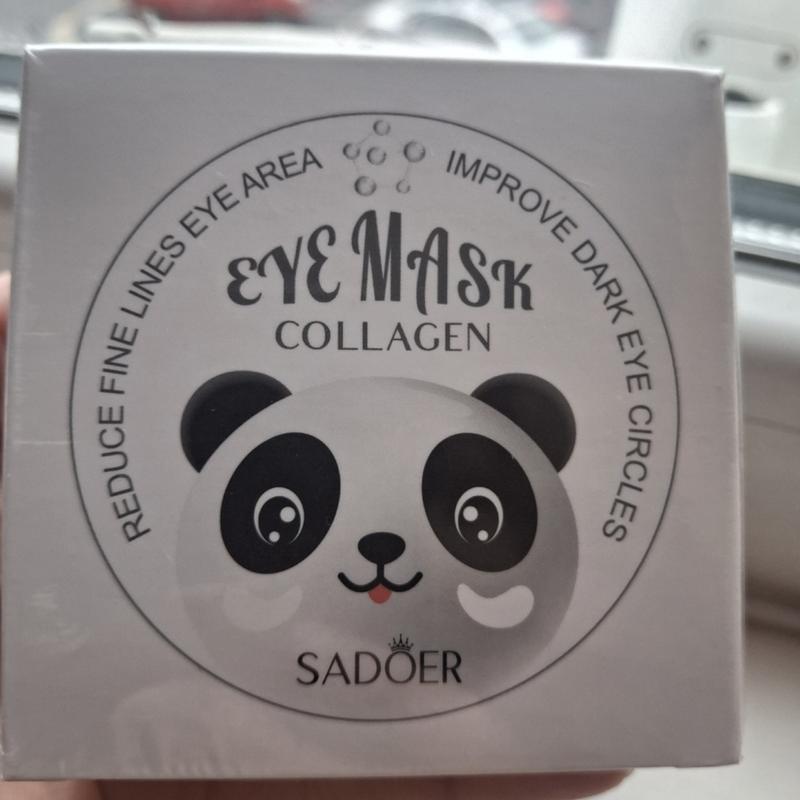 REDUCE FINE LINES EYE AREA
IMPROVE DARK EYE CIRCLES
EYE MASK
COLLAGEN
SADOER